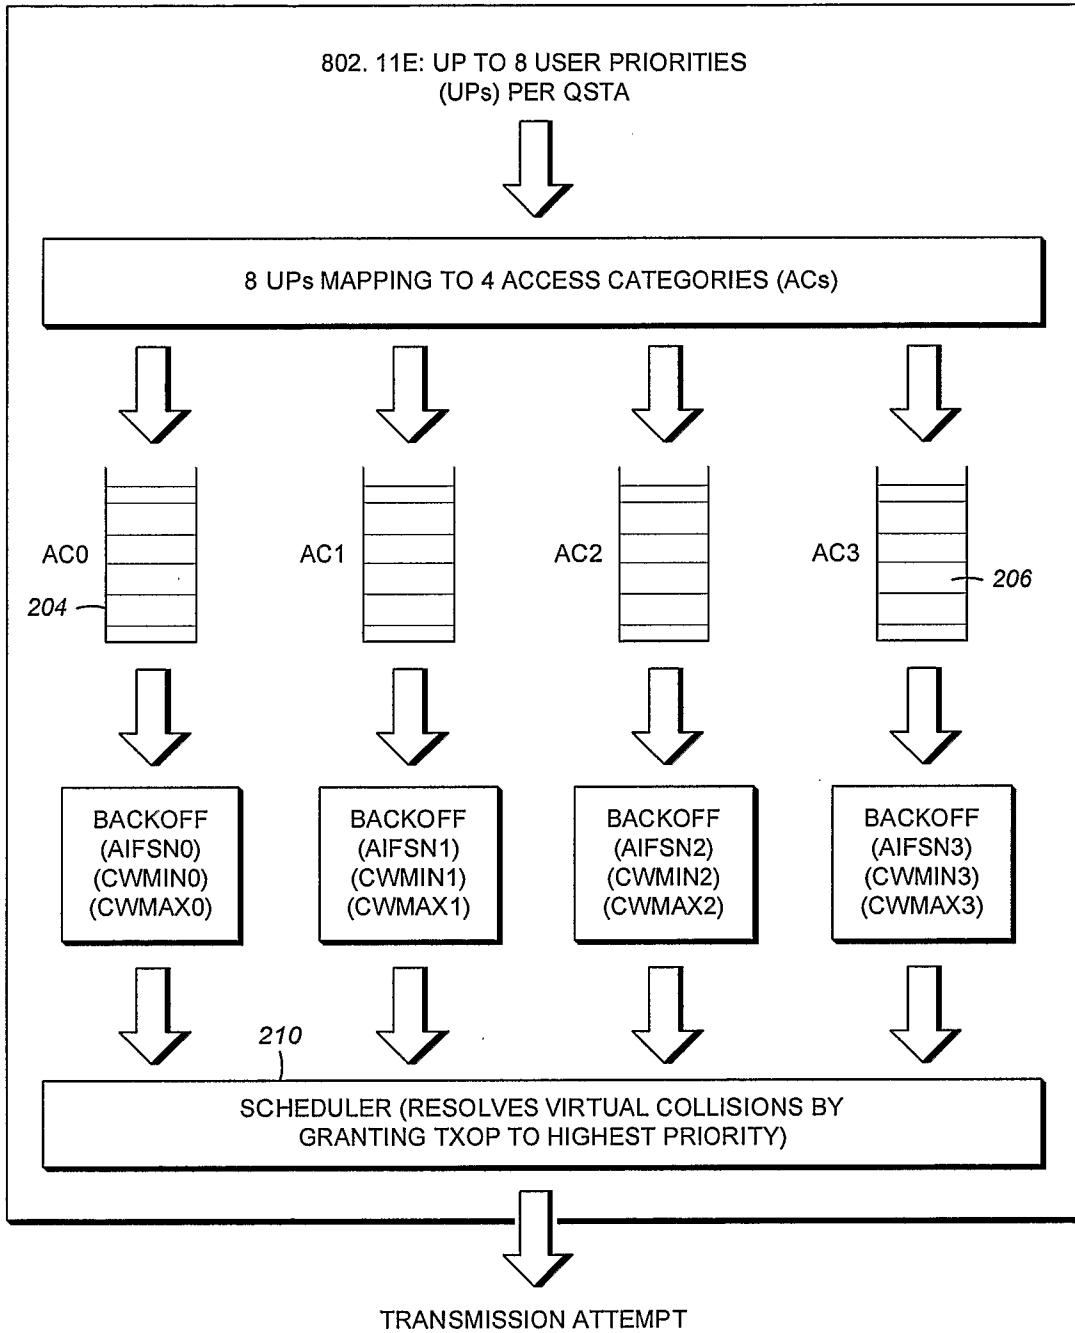 802. 11E: UP TO 8 USER PRIORITIES
(UPs) PER QSTA
8 UPs MAPPING TO 4 ACCESS CATEGORIES (ACs)
AC0
AC1
AC2
AC3
204
206
BACKOFF
(AIFSN0)
(CWMIN0)
(CWMAX0)
BACKOFF
(AIFSN1)
(CWMIN1)
(CWMAX1)
BACKOFF
(AIFSN2)
(CWMIN2)
(CWMAX2)
BACKOFF
(AIFSN3)
(CWMIN3)
(CWMAX3)
210
SCHEDULER (RESOLVES VIRTUAL COLLISIONS BY
GRANTING TXOP TO HIGHEST PRIORITY)
TRANSMISSION ATTEMPT